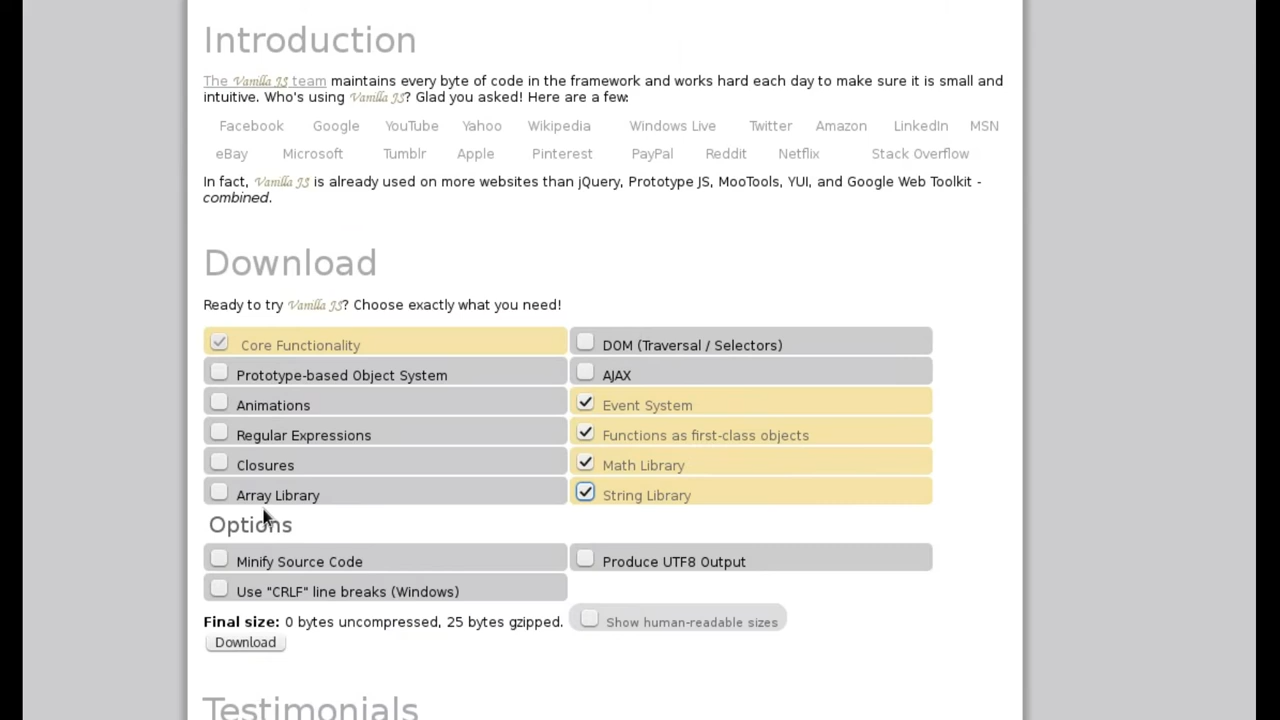 Introduction
The Vanilla JS team maintains every byte of code in the framework and works hard each day to make sure it is small and
intuitive. Who's using Vanilla JS? Glad you asked! Here are a few:
Facebook Google YouTube Yahoo Wikipedia Windows Live Twitter Amazon LinkedIn MSN
eBay Microsoft Tumblr Apple Pinterest PayPal Reddit Netflix Stack Overflow
In fact, Vanilla JS is already used on more websites than jQuery, Prototype JS, MooTools, YUI, and Google Web Toolkit -
combined.
Download
Ready to try Vanilla JS? Choose exactly what you need!
Core Functionality DOM (Traversal / Selectors)
Prototype-based Object System AJAX
Animations Event System
Regular Expressions Functions as first-class objects
Closures Math Library
Array Library String Library
Options
Minify Source Code Produce UTF8 Output
Use "CRLF" line breaks (Windows)
Final size: 0 bytes uncompressed, 25 bytes gzipped. Show human-readable sizes
Download
Testimonials